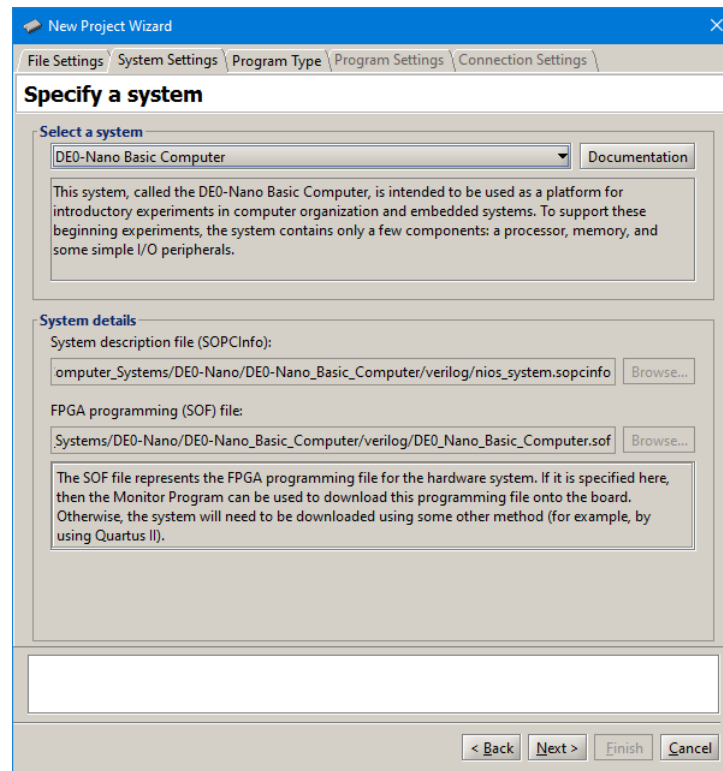 New Project Wizard
File Settings System Settings Program Type Program Settings Connection Settings
Specify a system
Select a system
DE0-Nano Basic Computer Documentation
This system, called the DE0-Nano Basic Computer, is intended to be used as a platform for
introductory experiments in computer organization and embedded systems. To support these
beginning experiments, the system contains only a few components: a processor, memory, and
some simple I/O peripherals.
System details
System description file (SOPCInfo):
omputer_Systems/DE0-Nano/DE0-Nano_Basic_Computer/verilog/nios_system.sopcinfo Browse...
FPGA programming (SOF) file:
_Systems/DE0-Nano/DE0-Nano_Basic_Computer/verilog/DE0_Nano_Basic_Computer.sof Browse...
The SOF file represents the FPGA programming file for the hardware system. If it is specified here,
then the Monitor Program can be used to download this programming file onto the board.
Otherwise, the system will need to be downloaded using some other method (for example, by
using Quartus II).
< Back Next > Finish Cancel